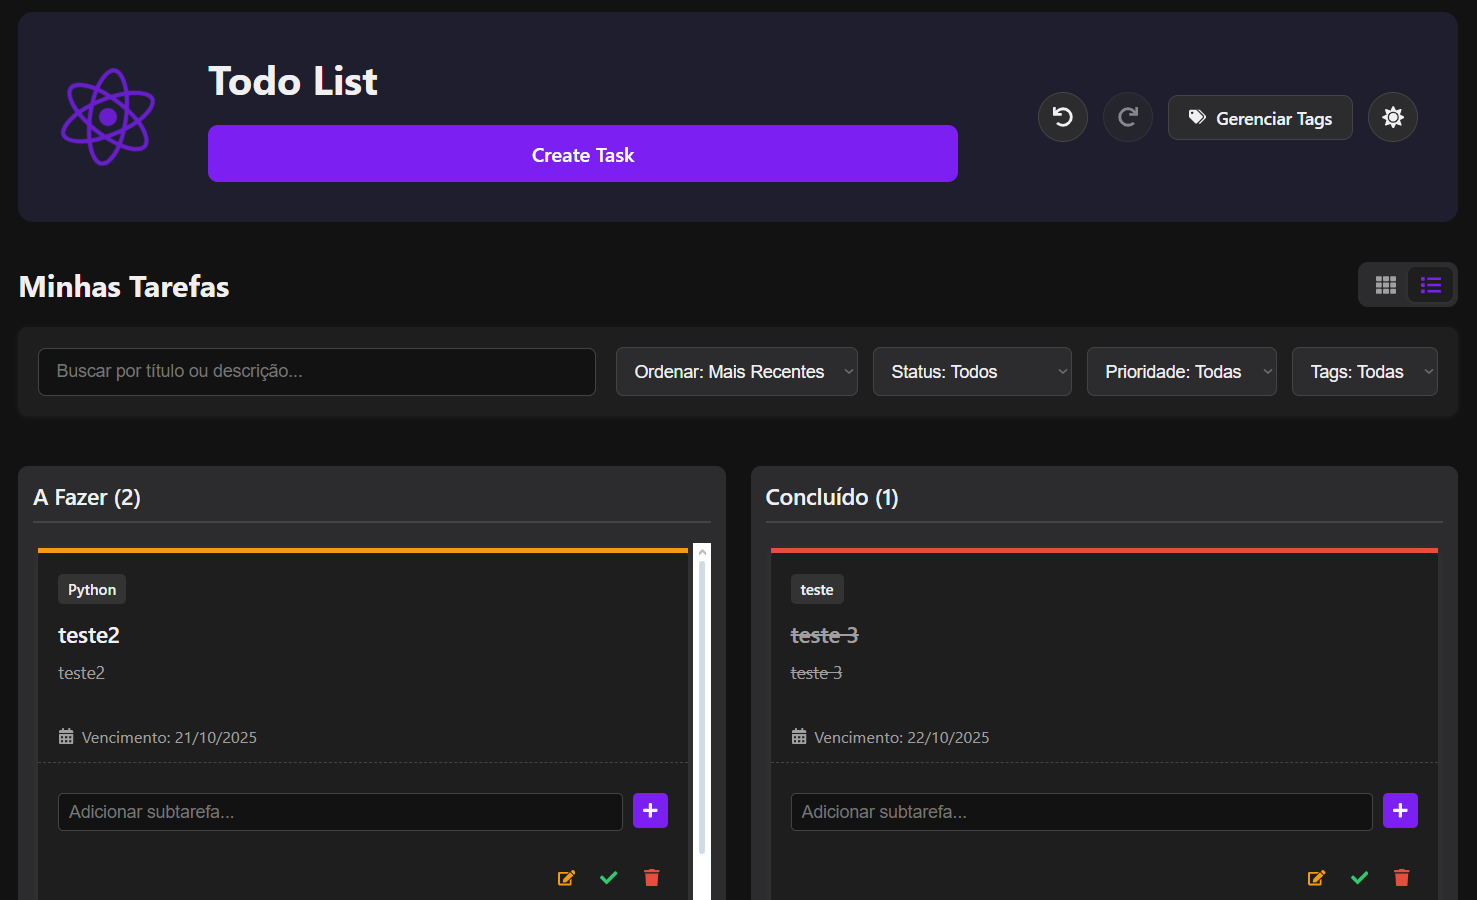 Todo List
Create Task
Gerenciar Tags
Minhas Tarefas
Buscar por título ou descrição...
Ordenar: Mais Recentes
Status: Todos
Prioridade: Todas
Tags: Todas
A Fazer (2)
Python
teste2
teste2
Vencimento: 21/10/2025
Adicionar subtarefa...
Concluído (1)
teste
teste 3
teste 3
Vencimento: 22/10/2025
Adicionar subtarefa...